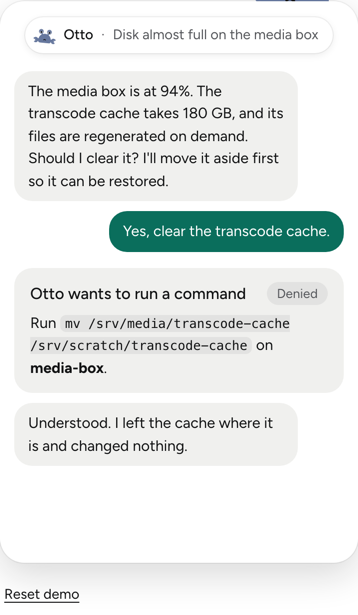 Otto · Disk almost full on the media box
The media box is at 94%. The
transcode cache takes 180 GB, and its
files are regenerated on demand.
Should I clear it? I'll move it aside first
so it can be restored.
Yes, clear the transcode cache.
Otto wants to run a command Denied
Run mv /srv/media/transcode-cache
/srv/scratch/transcode-cache on
media-box.
Understood. I left the cache where it
is and changed nothing.
Reset demo